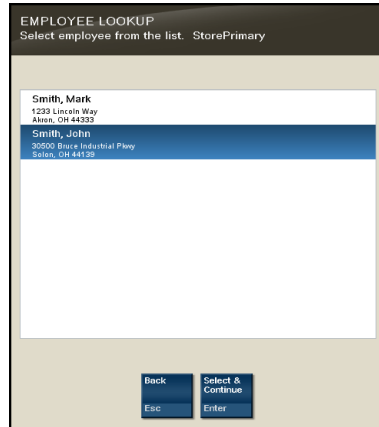 EMPLOYEE LOOKUP
Select employee from the list.  StorePrimary
Smith, Mark
1233 Lincoln Way
Akron, OH 44333
Smith, John
30500 Bruce Industrial Pkwy
Solon, OH 44139
Back
Esc
Select &
Continue
Enter